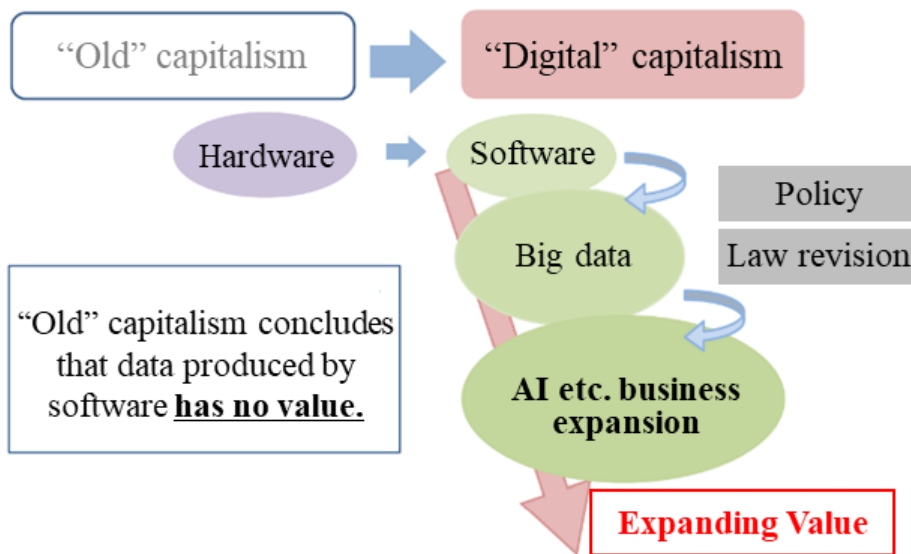 “Old” capitalism
“Digital” capitalism
Hardware
Software
Policy
Big data
Law revision
“Old” capitalism concludes
that data produced by
software has no value.
AI etc. business
expansion
Expanding Value